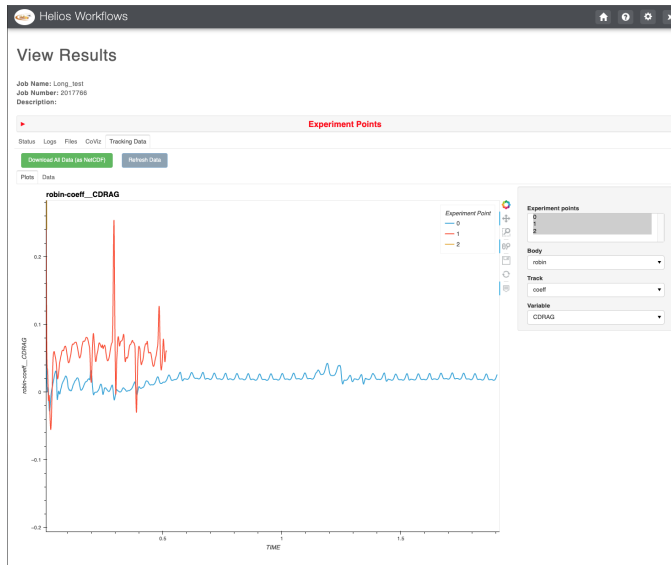 Helios Workflows
View Results
Job Name: Long_test
Job Number: 2017766
Description:
Experiment Points
Status Logs Files CoViz Tracking Data
Download All Data (as NetCDF) Refresh Data
Plots Data
robin-coeff__CDRAG
Experiment Point
0
1
2
0.2
0.1
0
−0.1
−0.2
robin-coeff__CDRAG
0.5 1 1.5
TIME
Experiment points
0
1
2
Body
robin
Track
coeff
Variable
CDRAG